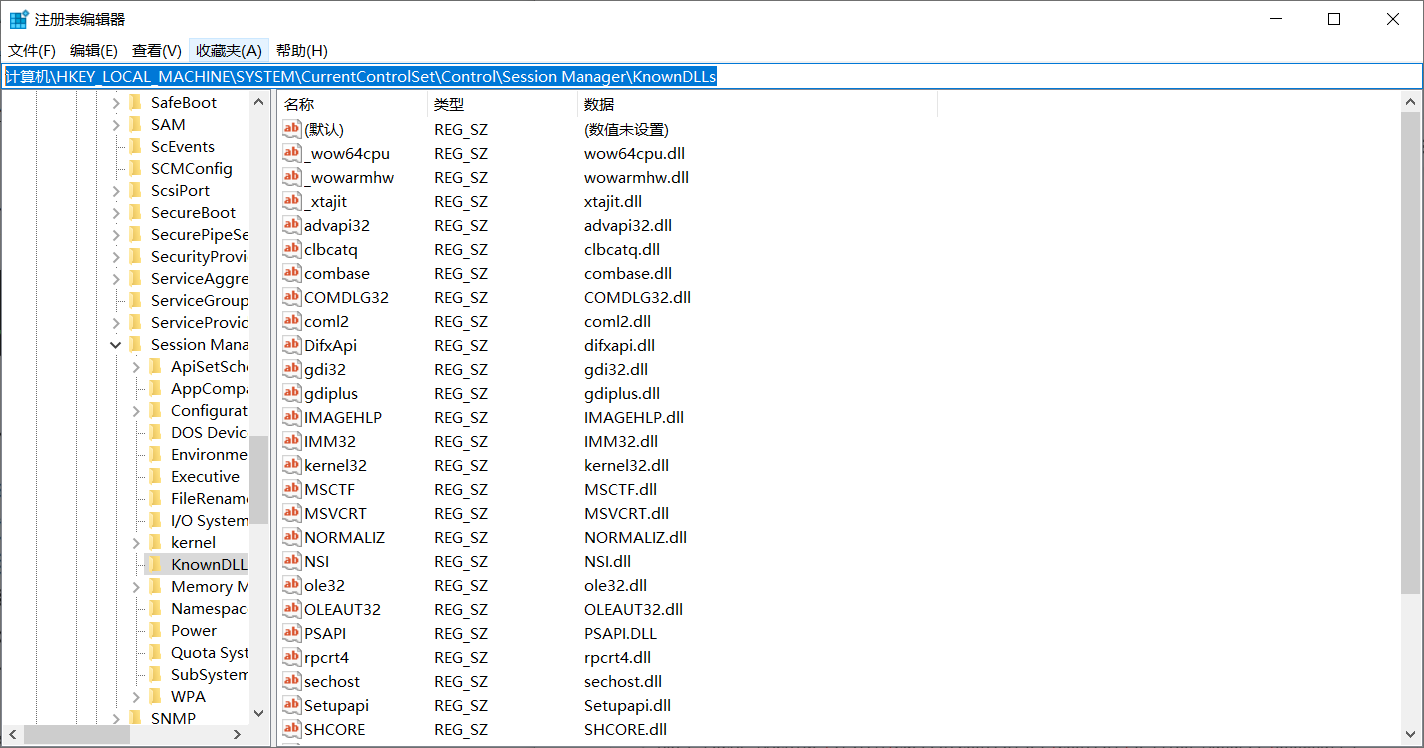 注册表编辑器
文件(F) 编辑(E) 查看(V) 收藏夹(A) 帮助(H)
计算机\HKEY_LOCAL_MACHINE\SYSTEM\CurrentControlSet\Control\Session Manager\KnownDLLs
SafeBoot
SAM
ScEvents
SCMConfig
ScsiPort
SecureBoot
SecurePipeSe
SecurityProvi
ServiceAggre
ServiceGroup
ServiceProvic
Session Mana
ApiSetSch
AppCompa
Configurat
DOS Devic
Environme
Executive
FileRename
I/O System
kernel
KnownDLL
Memory M
Namespac
Power
Quota Syst
SubSystem
WPA
SNMP
名称 类型 数据
(默认) REG_SZ (数值未设置)
_wow64cpu REG_SZ wow64cpu.dll
_wowarmhw REG_SZ wowarmhw.dll
_xtajit REG_SZ xtajit.dll
advapi32 REG_SZ advapi32.dll
clbcatq REG_SZ clbcatq.dll
combase REG_SZ combase.dll
COMDLG32 REG_SZ COMDLG32.dll
coml2 REG_SZ coml2.dll
DifxApi REG_SZ difxapi.dll
gdi32 REG_SZ gdi32.dll
gdiplus REG_SZ gdiplus.dll
IMAGEHLP REG_SZ IMAGEHLP.dll
IMM32 REG_SZ IMM32.dll
kernel32 REG_SZ kernel32.dll
MSCTF REG_SZ MSCTF.dll
MSVCRT REG_SZ MSVCRT.dll
NORMALIZ REG_SZ NORMALIZ.dll
NSI REG_SZ NSI.dll
ole32 REG_SZ ole32.dll
OLEAUT32 REG_SZ OLEAUT32.dll
PSAPI REG_SZ PSAPI.DLL
rpcrt4 REG_SZ rpcrt4.dll
sechost REG_SZ sechost.dll
Setupapi REG_SZ Setupapi.dll
SHCORE REG_SZ SHCORE.dll